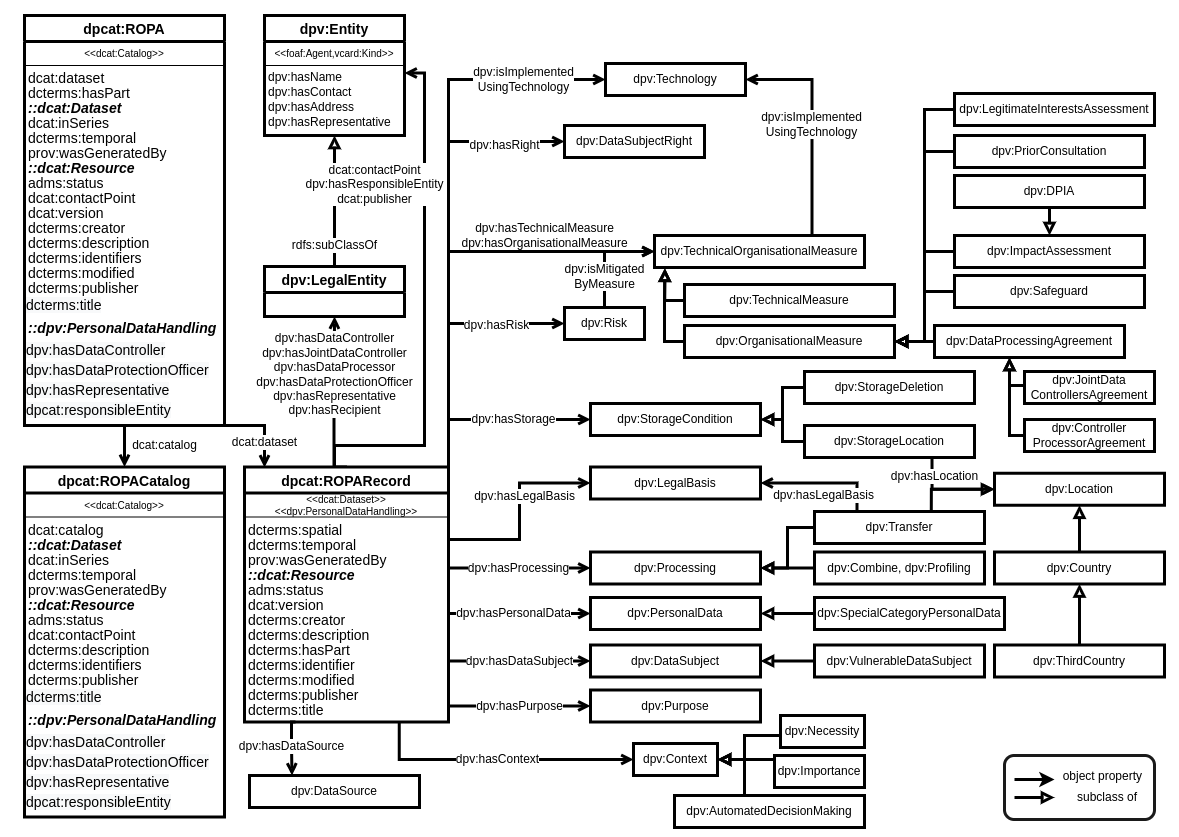 dpcat:ROPA
<<dcat:Catalog>>
dcat:dataset
dcterms:hasPart
::dcat:Dataset
dcat:inSeries
dcterms:temporal
prov:wasGeneratedBy
::dcat:Resource
adms:status
dcat:contactPoint
dcat:version
dcterms:creator
dcterms:description
dcterms:identifiers
dcterms:modified
dcterms:publisher
dcterms:title
::dpv:PersonalDataHandling
dpv:hasDataController
dpv:hasDataProtectionOfficer
dpv:hasRepresentative
dpcat:responsibleEntity
dcat:catalog
dcat:dataset
dpcat:ROPACatalog
<<dcat:Catalog>>
dcat:catalog
::dcat:Dataset
dcat:inSeries
dcterms:temporal
prov:wasGeneratedBy
::dcat:Resource
adms:status
dcat:contactPoint
dcterms:description
dcterms:identifiers
dcterms:publisher
dcterms:title
::dpv:PersonalDataHandling
dpv:hasDataController
dpv:hasDataProtectionOfficer
dpv:hasRepresentative
dpcat:responsibleEntity
dpv:Entity
<<foaf:Agent,vcard:Kind>>
dpv:hasName
dpv:hasContact
dpv:hasAddress
dpv:hasRepresentative
dcat:contactPoint
dpv:hasResponsibleEntity
dcat:publisher
rdfs:subClassOf
dpv:LegalEntity
dpv:hasDataController
dpv:hasJointDataController
dpv:hasDataProcessor
dpv:hasDataProtectionOfficer
dpv:hasRepresentative
dpv:hasRecipient
dpcat:ROPARecord
<<dcat:Dataset>>
<<dpv:PersonalDataHandling>>
dcterms:spatial
dcterms:temporal
prov:wasGeneratedBy
::dcat:Resource
adms:status
dcat:version
dcterms:creator
dcterms:description
dcterms:hasPart
dcterms:identifier
dcterms:modified
dcterms:publisher
dcterms:title
dpv:hasDataSource
dpv:DataSource
dpv:isImplemented
UsingTechnology
dpv:Technology
dpv:isImplemented
UsingTechnology
dpv:hasRight
dpv:DataSubjectRight
dpv:hasTechnicalMeasure
dpv:hasOrganisationalMeasure
dpv:TechnicalOrganisationalMeasure
dpv:isMitigated
ByMeasure
dpv:TechnicalMeasure
dpv:hasRisk
dpv:Risk
dpv:OrganisationalMeasure
dpv:LegitimateInterestsAssessment
dpv:PriorConsultation
dpv:DPIA
dpv:ImpactAssessment
dpv:Safeguard
dpv:DataProcessingAgreement
dpv:JointData
ControllersAgreement
dpv:Controller
ProcessorAgreement
dpv:hasStorage
dpv:StorageCondition
dpv:StorageDeletion
dpv:StorageLocation
dpv:hasLocation
dpv:hasLegalBasis
dpv:LegalBasis
dpv:hasLegalBasis
dpv:Location
dpv:Transfer
dpv:hasProcessing
dpv:Processing
dpv:Combine, dpv:Profiling
dpv:Country
dpv:hasPersonalData
dpv:PersonalData
dpv:SpecialCategoryPersonalData
dpv:hasDataSubject
dpv:DataSubject
dpv:VulnerableDataSubject
dpv:ThirdCountry
dpv:hasPurpose
dpv:Purpose
dpv:hasContext
dpv:Context
dpv:Necessity
dpv:Importance
dpv:AutomatedDecisionMaking
object property
subclass of